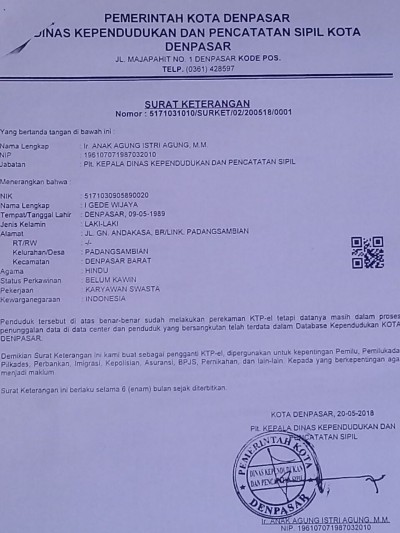 PEMERINTAH KOTA DENPASAR
DINAS KEPENDUDUKAN DAN PENCATATAN SIPIL KOTA
DENPASAR
JL. MAJAPAHIT NO. 1 DENPASAR KODE POS.
TELP. (0361) 428597
SURAT KETERANGAN
Nomor : 5171031010/SURKET/02/200518/0001
Yang bertanda tangan di bawah ini :
Nama Lengkap : Ir. ANAK AGUNG ISTRI AGUNG, M.M.
NIP : 196107071987032010
Jabatan : Plt. KEPALA DINAS KEPENDUDUKAN DAN PENCATATAN SIPIL
Menerangkan bahwa :
NIK : 5171030905890020
Nama Lengkap : I GEDE WIJAYA
Tempat/Tanggal Lahir : DENPASAR, 09-05-1989
Jenis Kelamin : LAKI-LAKI
Alamat : JL. GN. ANDAKASA, BR/LINK. PADANGSAMBIAN
RT/RW : -/-
Kelurahan/Desa : PADANGSAMBIAN
Kecamatan : DENPASAR BARAT
Agama : HINDU
Status Perkawinan : BELUM KAWIN
Pekerjaan : KARYAWAN SWASTA
Kewarganegaraan : INDONESIA
Penduduk tersebut di atas benar-benar sudah melakukan perekaman KTP-el tetapi datanya masih dalam proses
penunggalan data di data center dan penduduk yang bersangkutan telah terdata dalam Database Kependudukan KOTA
DENPASAR.
Demikian Surat Keterangan ini kami buat sebagai pengganti KTP-el, dipergunakan untuk kepentingan Pemilu, Pemilukada,
Pilkades, Perbankan, Imigrasi, Kepolisian, Asuransi, BPJS, Pernikahan, dan lain-lain. Kepada yang berkepentingan agar
menjadi maklum.
Surat Keterangan ini berlaku selama 6 (enam) bulan sejak diterbitkan.
KOTA DENPASAR, 20-05-2018
Plt. KEPALA DINAS KEPENDUDUKAN DAN
PENCATATAN SIPIL
PEMERINTAH KOTA
DINAS KEPENDUDUKAN
DAN PENCATATAN SIPIL
DENPASAR
Ir. ANAK AGUNG ISTRI AGUNG, M.M.
NIP. 196107071987032010